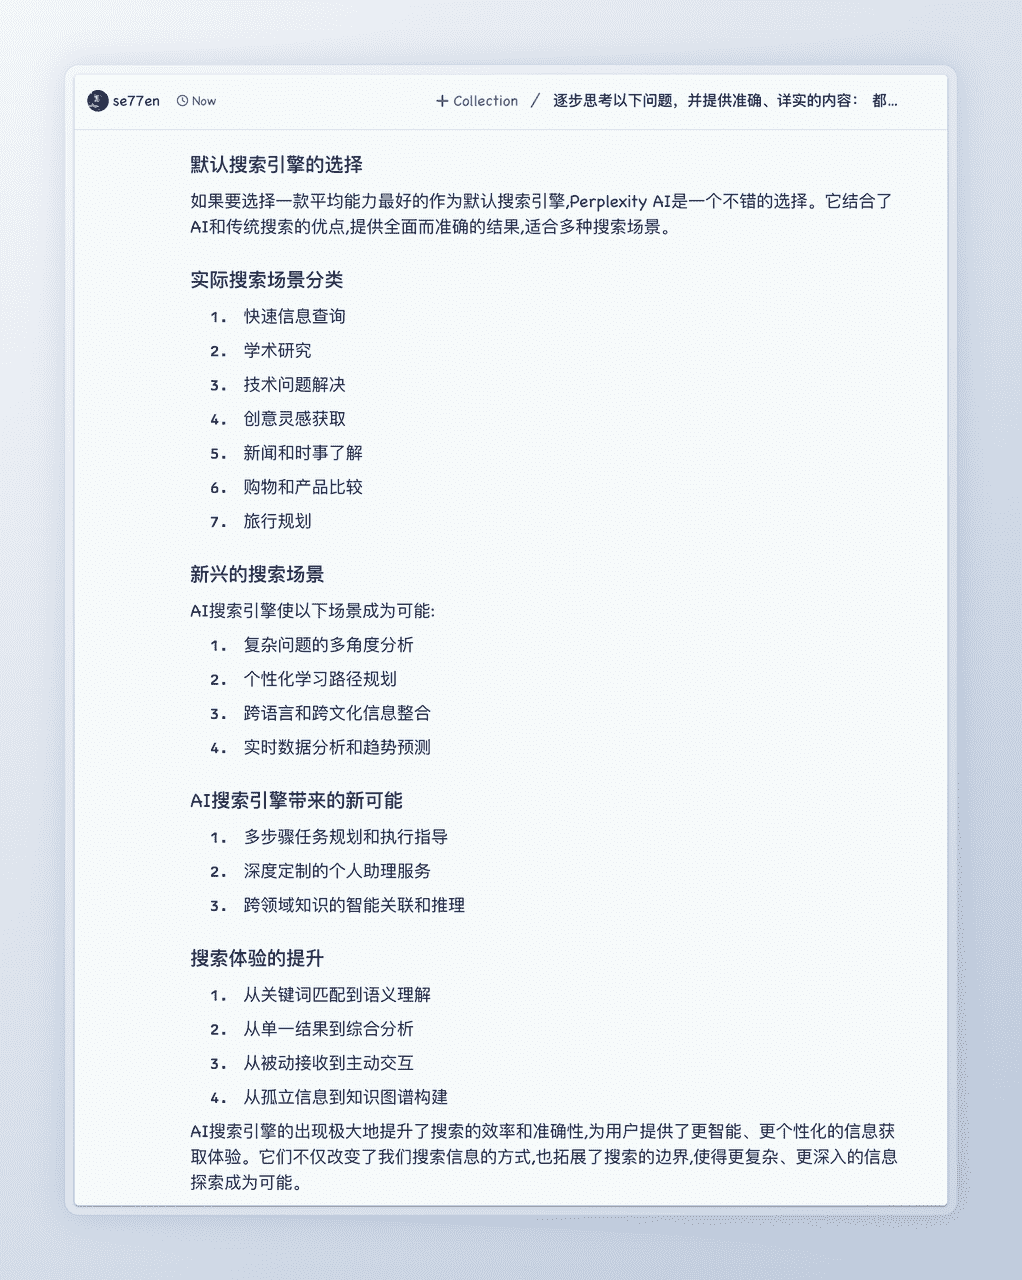 se77en Now + Collection / 逐步思考以下问题，并提供准确、详实的内容： 都...
默认搜索引擎的选择
如果要选择一款平均能力最好的作为默认搜索引擎,Perplexity AI是一个不错的选择。它结合了
AI和传统搜索的优点,提供全面而准确的结果,适合多种搜索场景。
实际搜索场景分类
1. 快速信息查询
2. 学术研究
3. 技术问题解决
4. 创意灵感获取
5. 新闻和时事了解
6. 购物和产品比较
7. 旅行规划
新兴的搜索场景
AI搜索引擎使以下场景成为可能:
1. 复杂问题的多角度分析
2. 个性化学习路径规划
3. 跨语言和跨文化信息整合
4. 实时数据分析和趋势预测
AI搜索引擎带来的新可能
1. 多步骤任务规划和执行指导
2. 深度定制的个人助理服务
3. 跨领域知识的智能关联和推理
搜索体验的提升
1. 从关键词匹配到语义理解
2. 从单一结果到综合分析
3. 从被动接收到主动交互
4. 从孤立信息到知识图谱构建
AI搜索引擎的出现极大地提升了搜索的效率和准确性,为用户提供了更智能、更个性化的信息获
取体验。它们不仅改变了我们搜索信息的方式,也拓展了搜索的边界,使得更复杂、更深入的信息
探索成为可能。